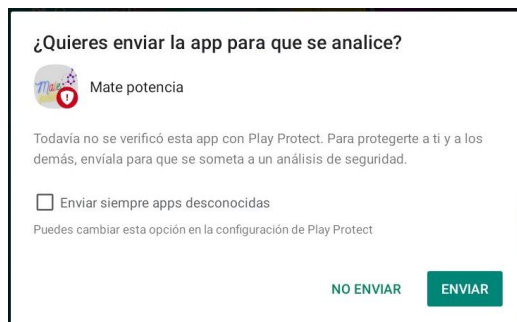 ¿Quieres enviar la app para que se analice?
Mate
Mate potencia
Todavía no se verificó esta app con Play Protect. Para protegerte a ti y a los
demás, envíala para que se someta a un análisis de seguridad.
Enviar siempre apps desconocidas
Puedes cambiar esta opción en la configuración de Play Protect
NO ENVIAR
ENVIAR